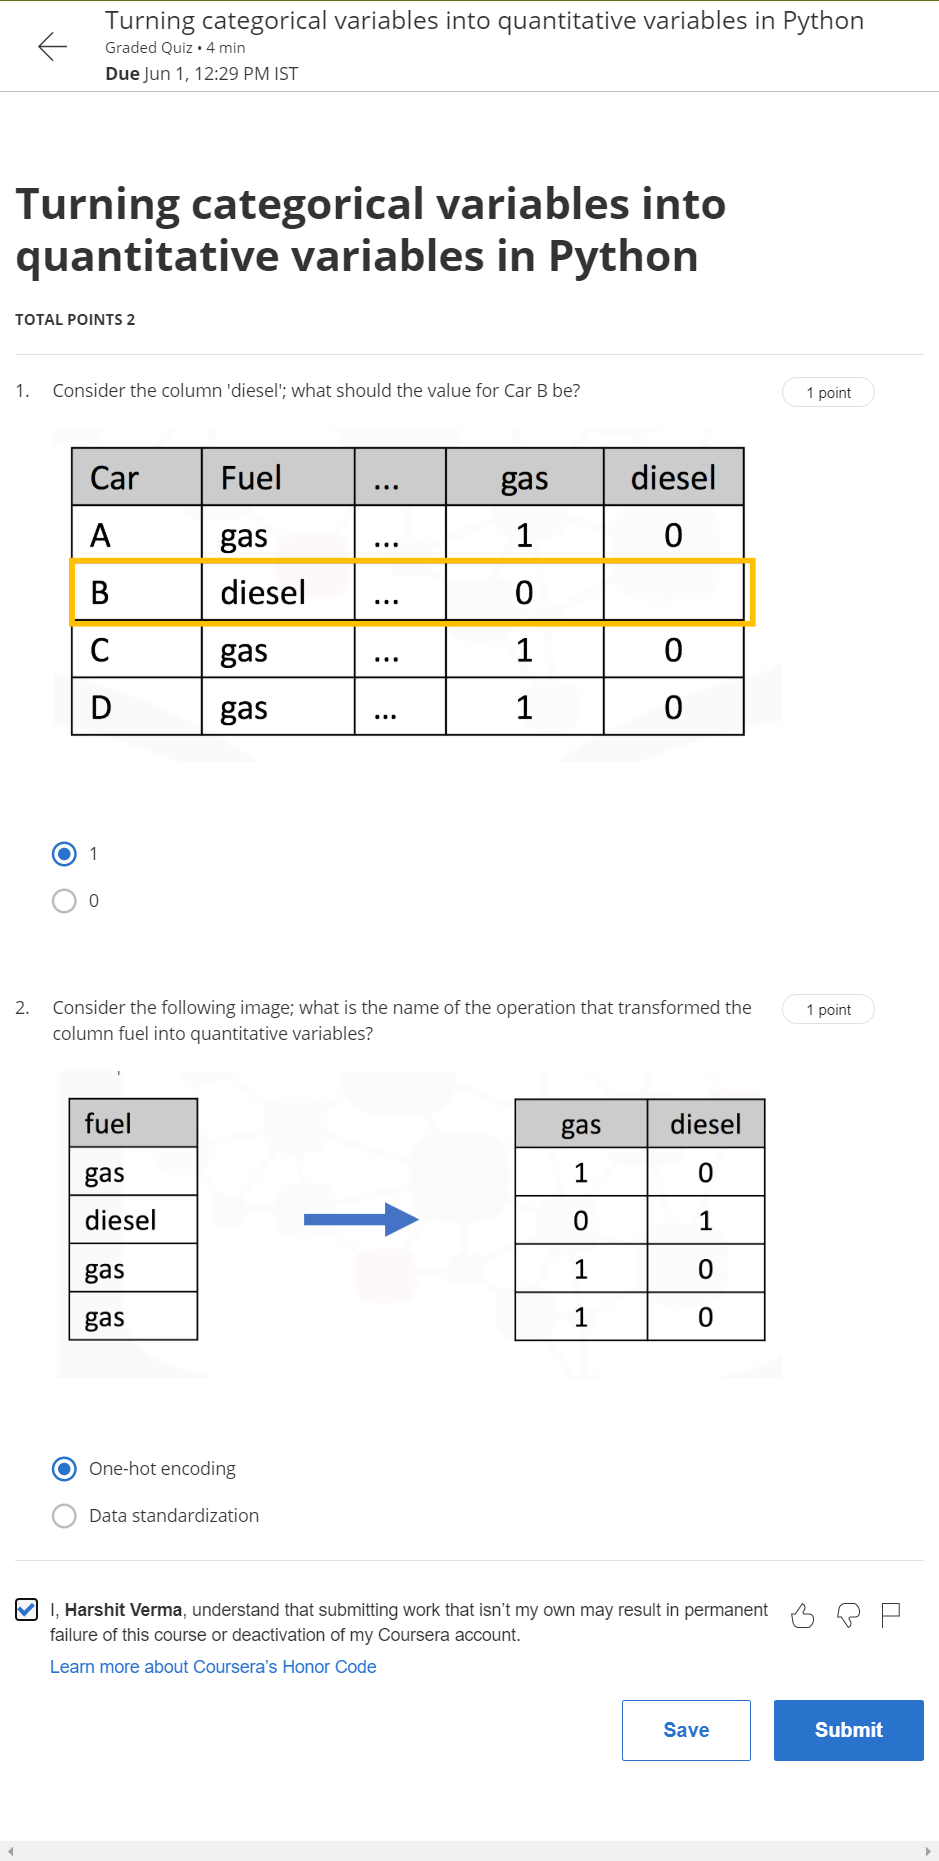 Turning categorical variables into quantitative variables in Python
Graded Quiz • 4 min
Due Jun 1, 12:29 PM IST
Turning categorical variables into
quantitative variables in Python
TOTAL POINTS 2
1. Consider the column 'diesel'; what should the value for Car B be? 1 point
Car Fuel ... gas diesel
A gas ... 1 0
B diesel ... 0
C gas ... 1 0
D gas ... 1 0
1
0
2. Consider the following image; what is the name of the operation that transformed the 1 point
column fuel into quantitative variables?
fuel gas diesel
gas 1 0
diesel 0 1
gas 1 0
gas 1 0
One-hot encoding
Data standardization
I, Harshit Verma, understand that submitting work that isn’t my own may result in permanent
failure of this course or deactivation of my Coursera account.
Learn more about Coursera’s Honor Code
Save Submit